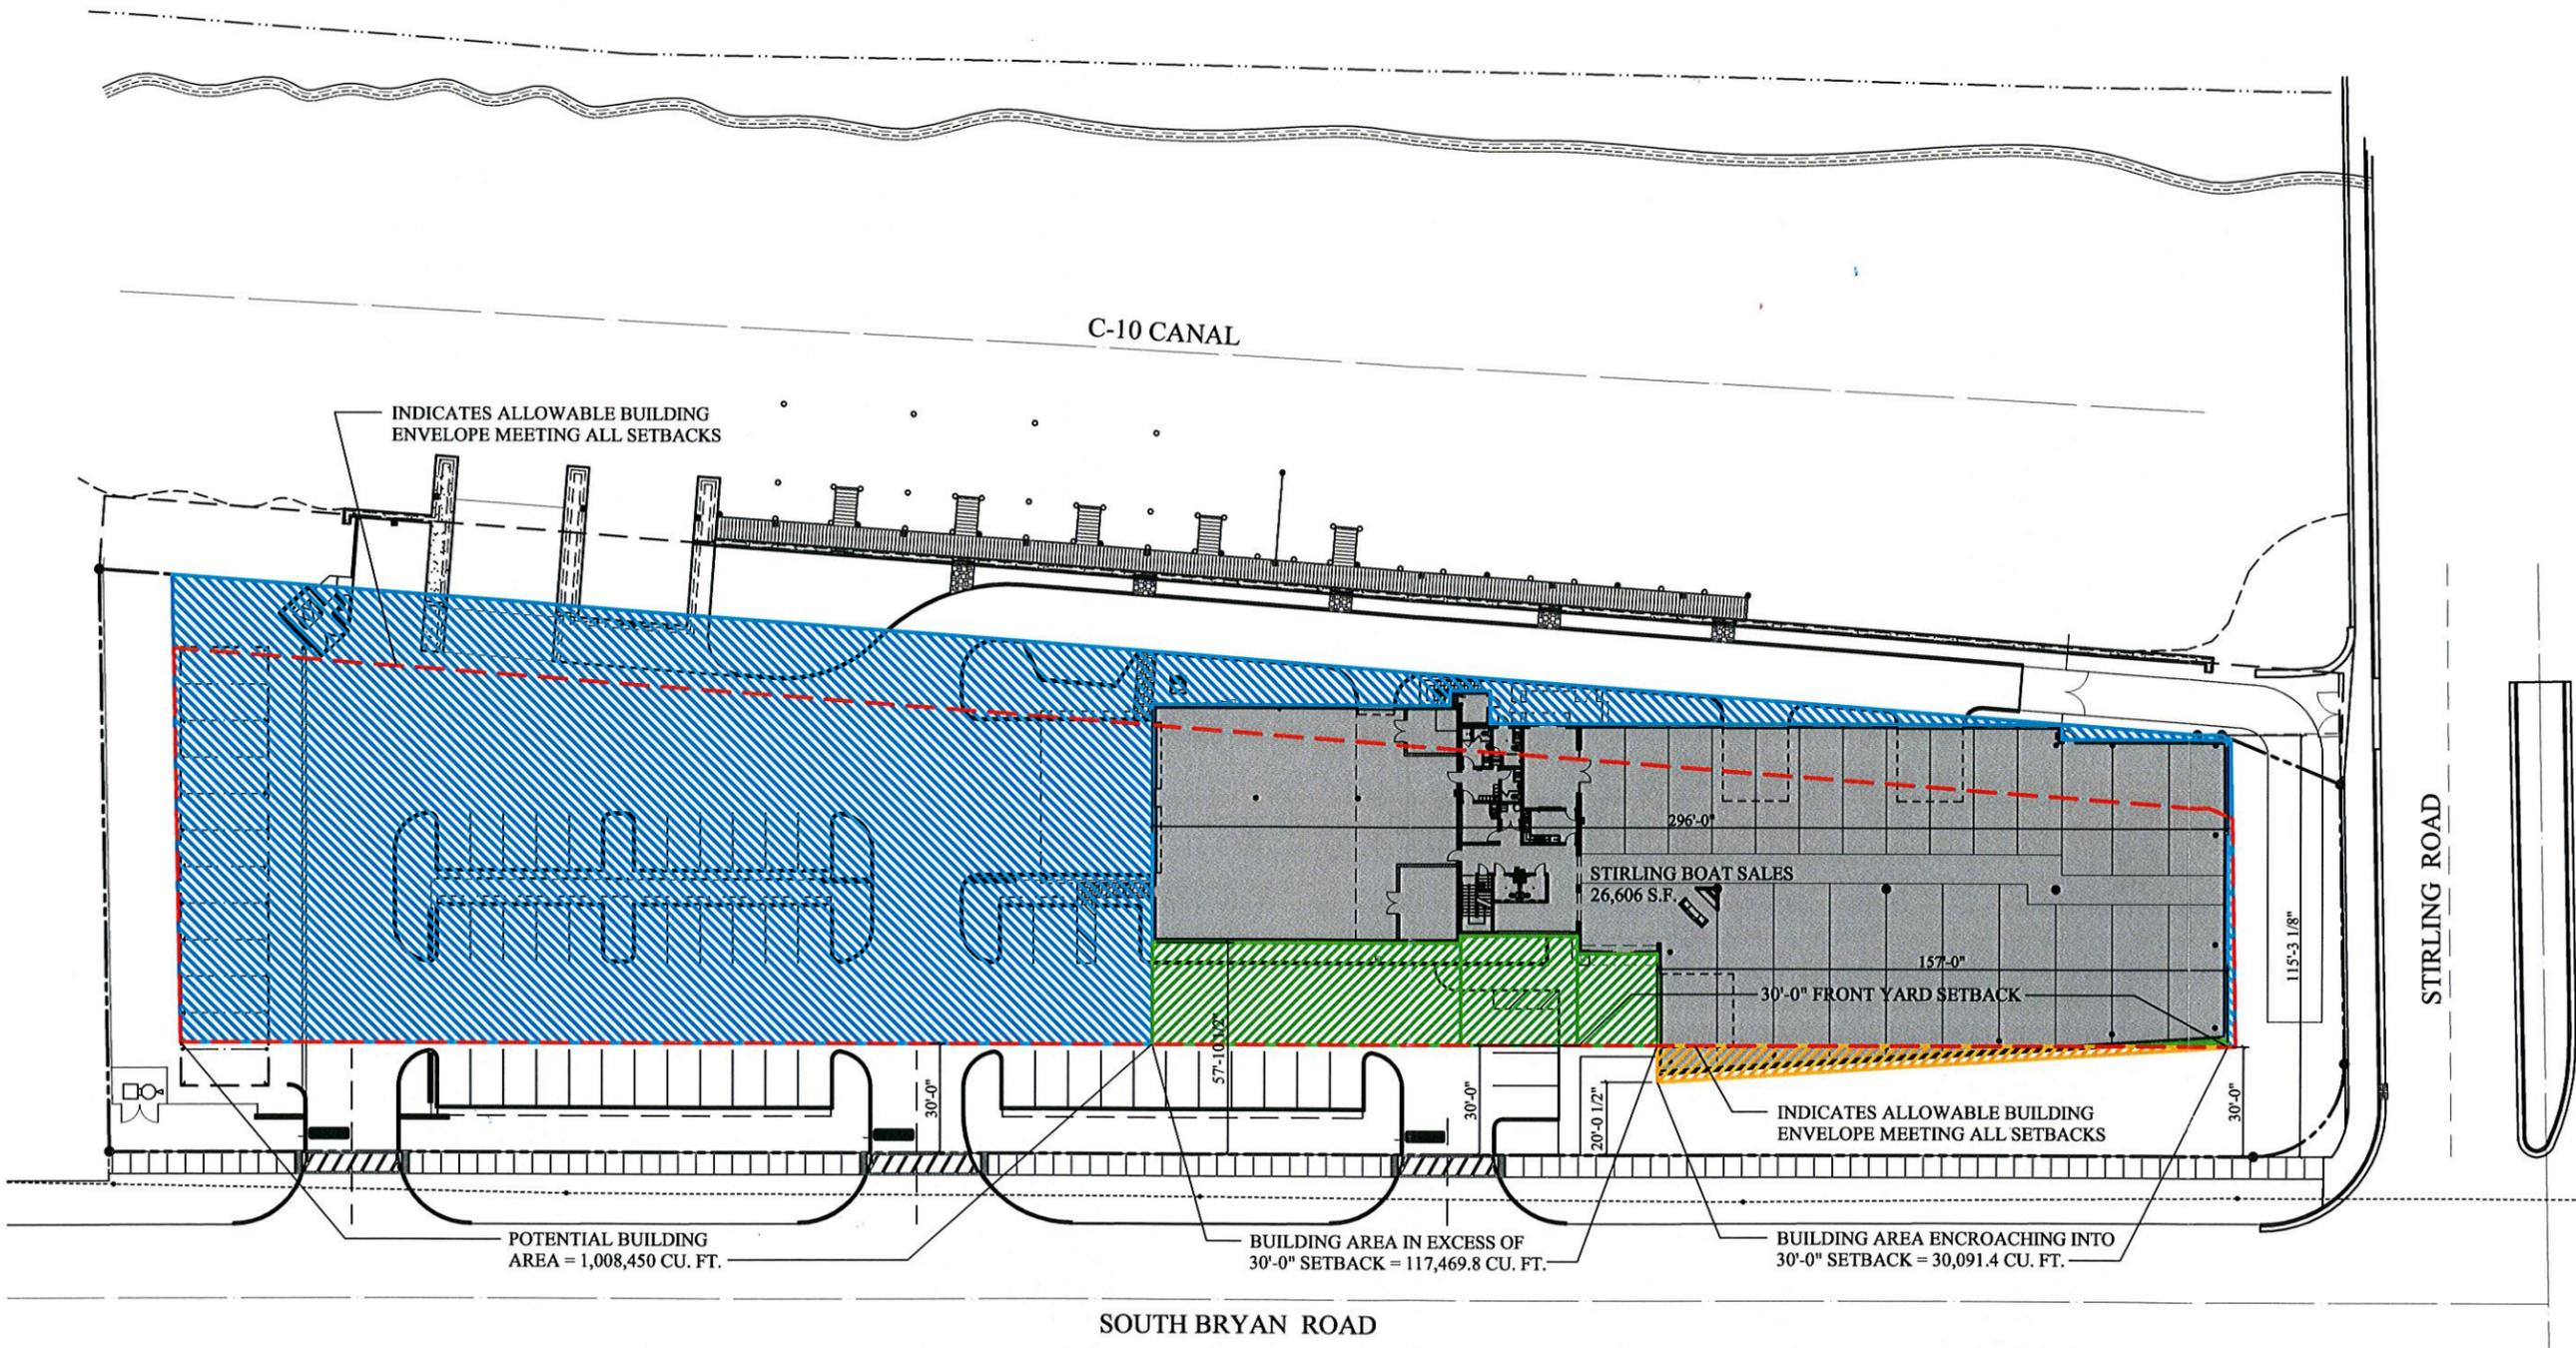 C-10 CANAL
INDICATES ALLOWABLE BUILDING
ENVELOPE MEETING ALL SETBACKS
296'-0"
STIRLING BOAT SALES
26,606 S.F.
157'-0"
30'-0" FRONT YARD SETBACK
115'-3 1/8"
STIRLING ROAD
57'-10 1/2"
30'-0"
30'-0"
20'-0 1/2"
30'-0"
INDICATES ALLOWABLE BUILDING
ENVELOPE MEETING ALL SETBACKS
POTENTIAL BUILDING
AREA = 1,008,450 CU. FT.
BUILDING AREA IN EXCESS OF
30'-0" SETBACK = 117,469.8 CU. FT.
BUILDING AREA ENCROACHING INTO
30'-0" SETBACK = 30,091.4 CU. FT.
SOUTH BRYAN ROAD